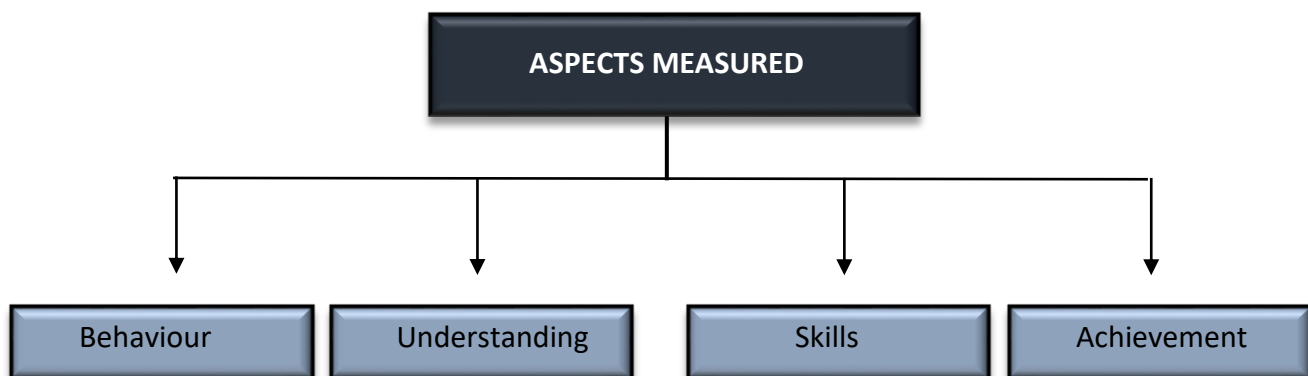 ASPECTS MEASURED
Behaviour
Understanding
Skills
Achievement